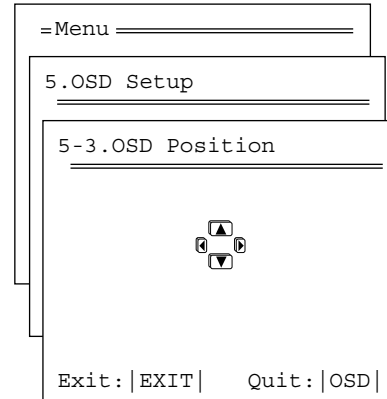 =Menu
5.OSD Setup
5-3.OSD Position
Exit:|EXIT| Quit:|OSD|